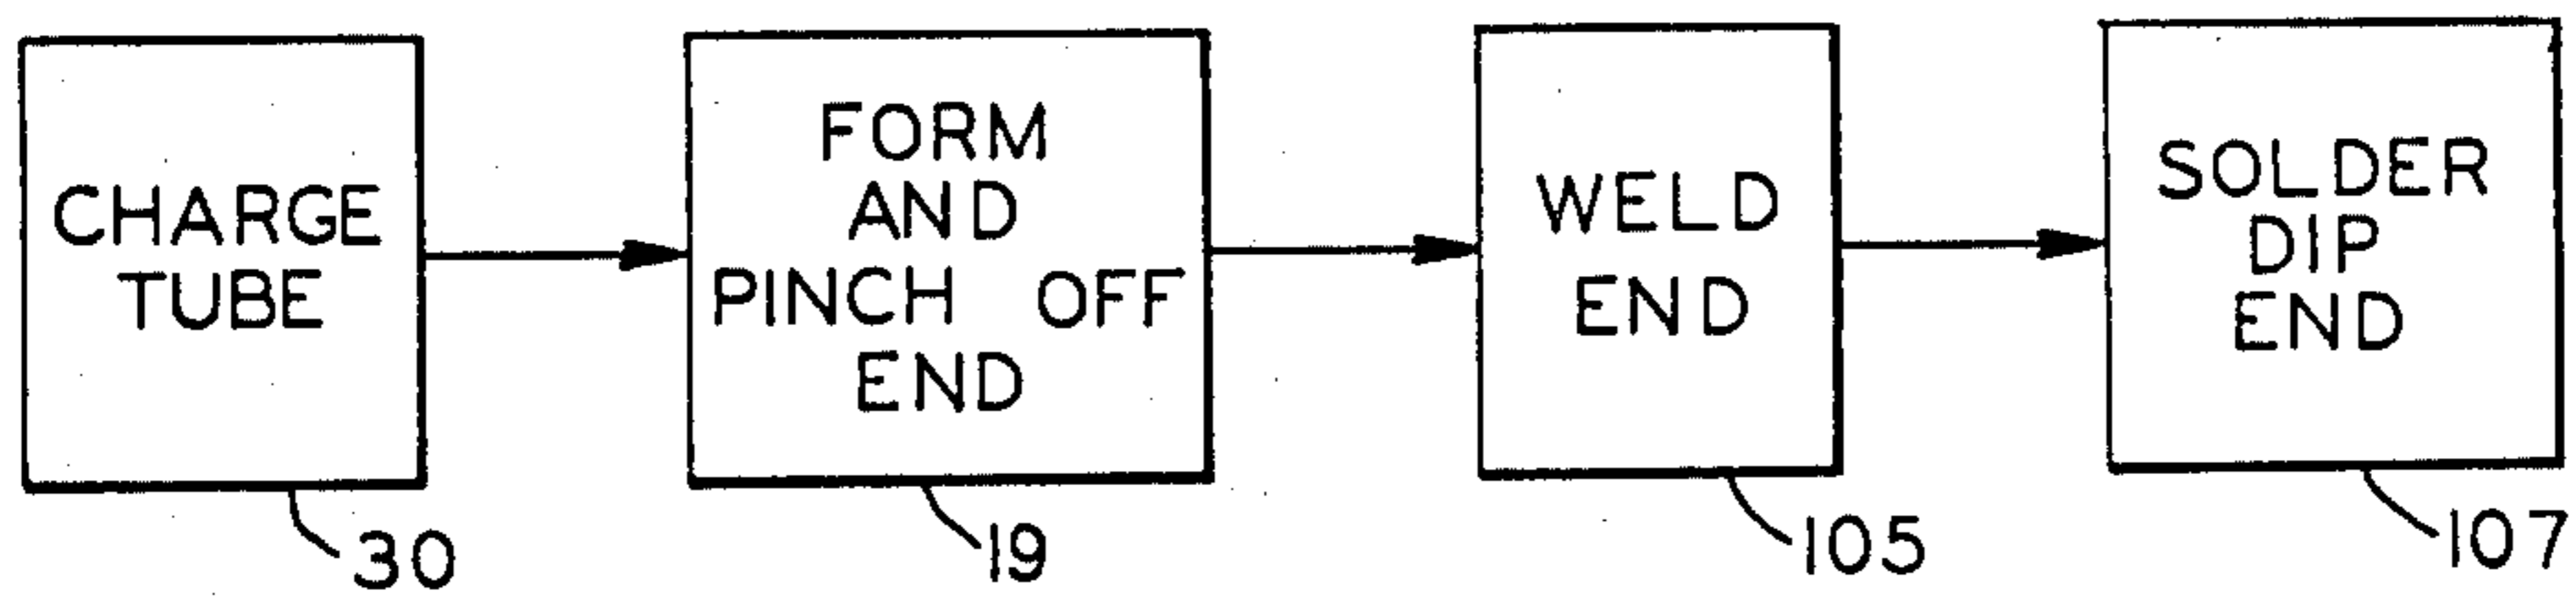 CHARGE
TUBE
FORM
AND
PINCH OFF
END
WELD
END
SOLDER
DIP
END
30
19
105
107